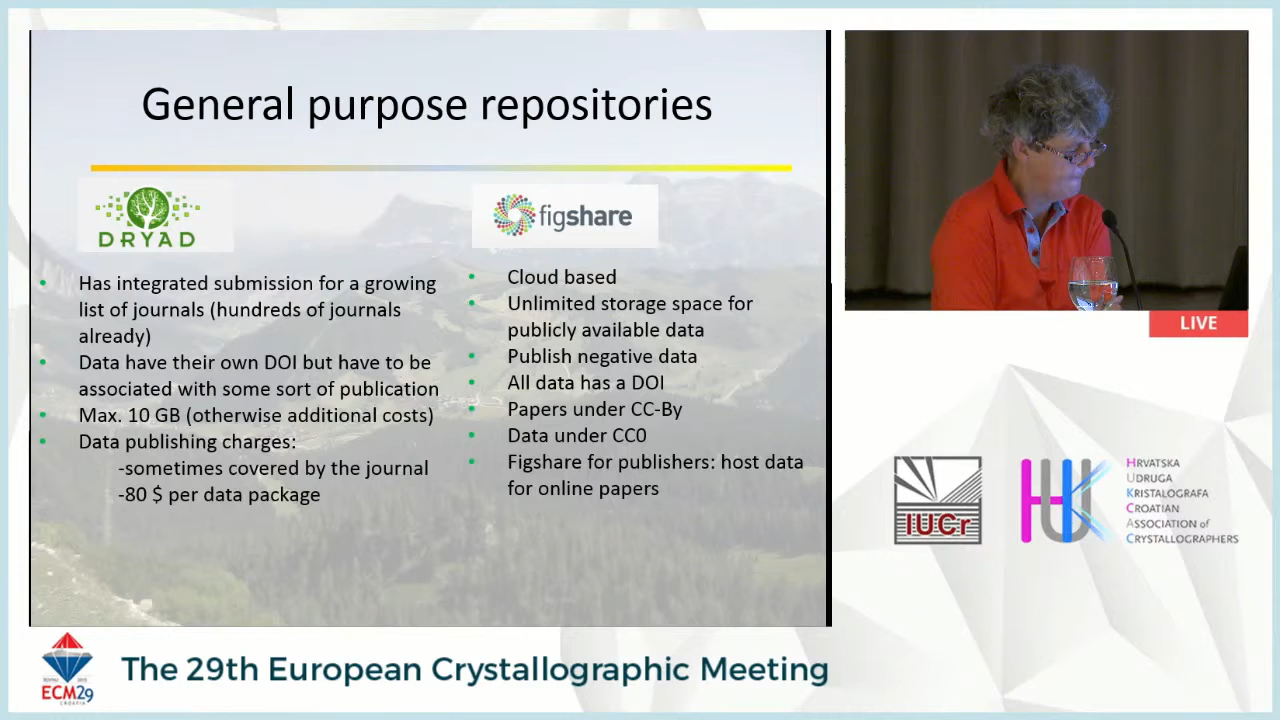 General purpose repositories
DRYAD
Has integrated submission for a growing
list of journals (hundreds of journals
already)
Data have their own DOI but have to be
associated with some sort of publication
Max. 10 GB (otherwise additional costs)
Data publishing charges:
-sometimes covered by the journal
-80 $ per data package
figshare
Cloud based
Unlimited storage space for
publicly available data
Publish negative data
All data has a DOI
Papers under CC-By
Data under CC0
Figshare for publishers: host data
for online papers
LIVE
IUCr
HUK
HRVATSKA
UDRUGA
KRISTALOGRAFA
CROATIAN
ASSOCIATION of
CRYSTALLOGRAPHERS
ECM29
CROATIA
The 29th European Crystallographic Meeting